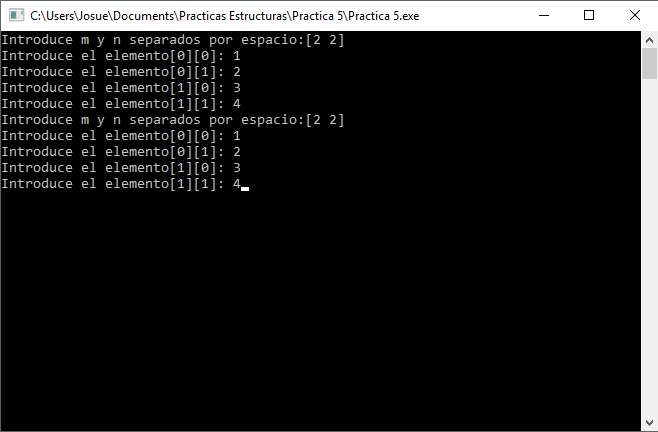 C:\Users\Josue\Documents\Practicas Estructuras\Practica 5\Practica 5.exe
Introduce m y n separados por espacio:[2 2]
Introduce el elemento[0][0]: 1
Introduce el elemento[0][1]: 2
Introduce el elemento[1][0]: 3
Introduce el elemento[1][1]: 4
Introduce m y n separados por espacio:[2 2]
Introduce el elemento[0][0]: 1
Introduce el elemento[0][1]: 2
Introduce el elemento[1][0]: 3
Introduce el elemento[1][1]: 4